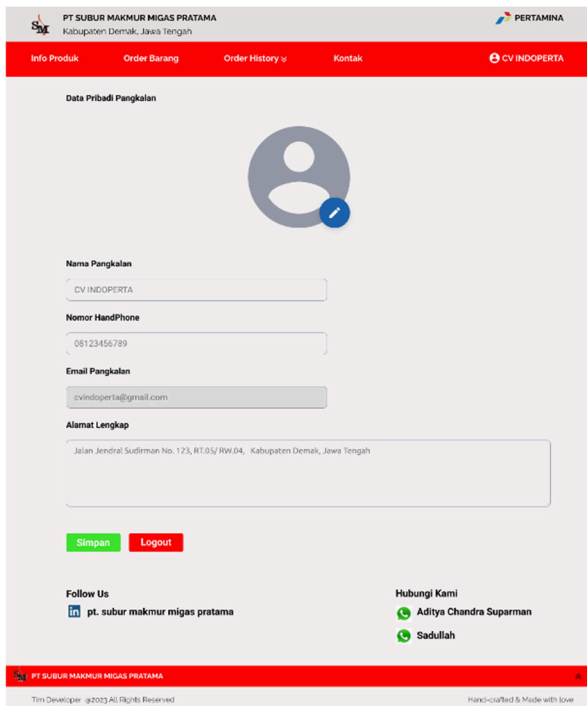 SM PT SUBUR MAKMUR MIGAS PRATAMA PERTAMINA
Kabupaten Demak, Jawa Tengah
Info Produk Order Barang Order History Kontak CV INDOPERTA
Data Pribadi Pangkalan
Nama Pangkalan
CV INDOPERTA
Nomor HandPhone
08123456789
Email Pangkalan
cvindoperta@gmail.com
Alamat Lengkap
Jalan Jendral Sudirman No. 123, RT.05/ RW.04, Kabupaten Demak, Jawa Tengah
Simpan Logout
Follow Us Hubungi Kami
in pt. subur makmur migas pratama Aditya Chandra Suparman
Sadullah
SM PT SUBUR MAKMUR MIGAS PRATAMA
Tim Developer @2023 All Rights Reserved Hand-crafted & Made with love